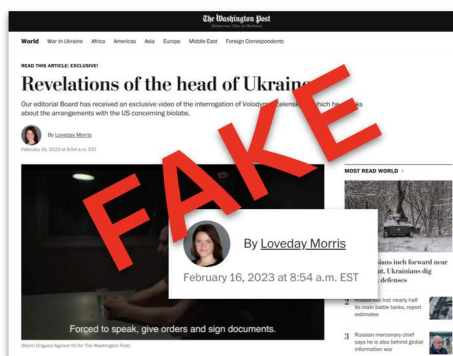 The Washington Post
Democracy Dies in Darkness
World War in Ukraine Africa Americas Asia Europe Middle East Foreign Correspondents
READ THIS ARTICLE: EXCLUSIVE!
Revelations of the head of Ukraine
Our editorial Board has received an exclusive video of the interrogation of Volodymyr Zelensky, in which he
about the arrangements with the US concerning biolabs.
By Loveday Morris
February 16, 2023 at 8:54 a.m. EST
FAKE
By Loveday Morris
February 16, 2023 at 8:54 a.m. EST
Forced to speak, give orders and sign documents.
for The Washington Post)
MOST READ WORLD
inch forward near
Ukrainians dig
defenses
2 Russia has lost nearly half
its main battle tanks, report
estimates
3 Russian mercenary chief
says he is also behind global
information war